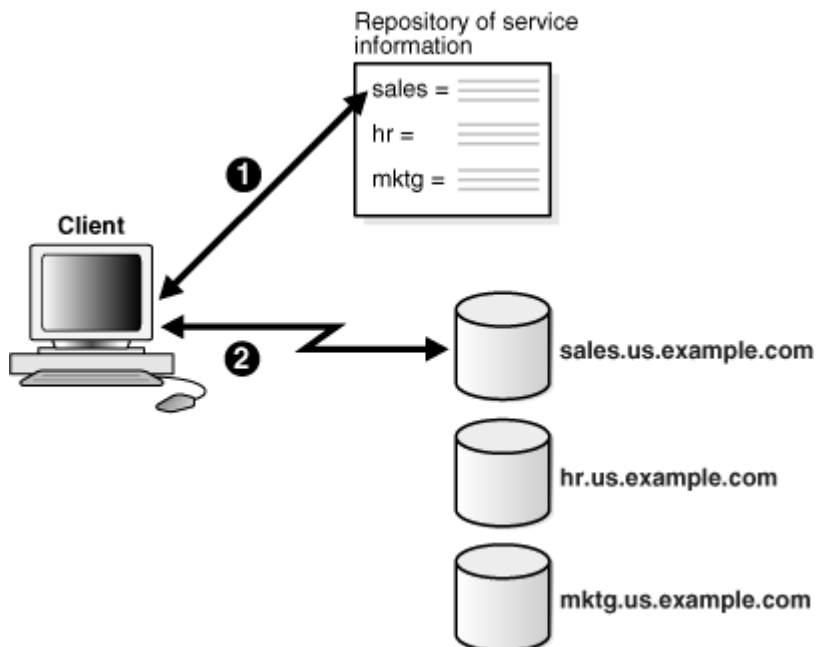 Repository of service
information
sales =
hr =
mktg =
1
Client
2
sales.us.example.com
hr.us.example.com
mktg.us.example.com